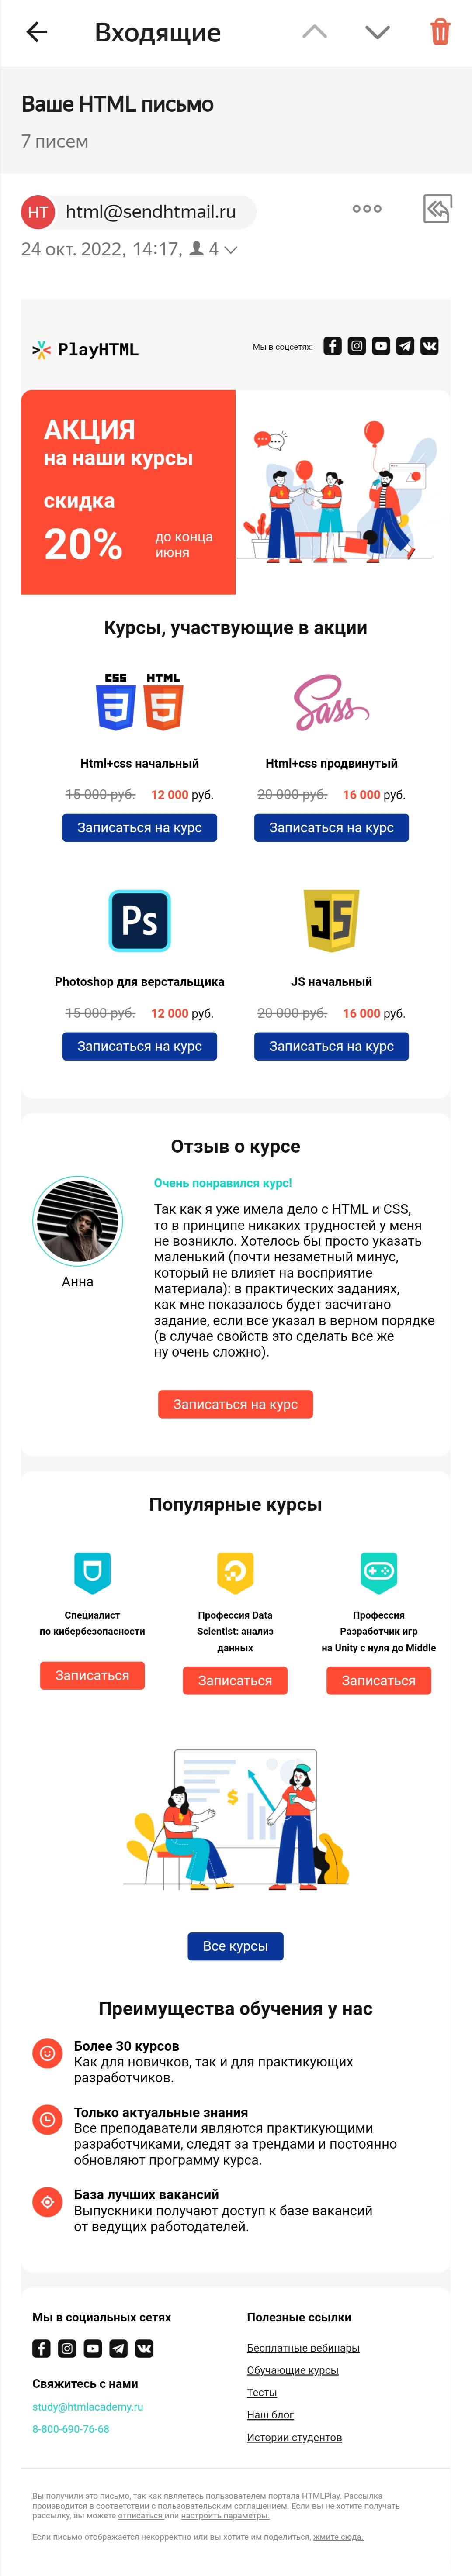 Входящие
Ваше HTML письмо
7 писем
HT html@sendhtmail.ru
24 окт. 2022, 14:17, 4
PlayHTML
Мы в соцсетях:
АКЦИЯ
на наши курсы
скидка
20% до конца
июня
Курсы, участвующие в акции
CSS HTML
3 5
Sass
Html+css начальный
Html+css продвинутый
15 000 руб. 12 000 руб.
20 000 руб. 16 000 руб.
Записаться на курс
Записаться на курс
Ps
JS
Photoshop для верстальщика
JS начальный
15 000 руб. 12 000 руб.
20 000 руб. 16 000 руб.
Записаться на курс
Записаться на курс
Отзыв о курсе
Анна
Очень понравился курс!
Так как я уже имела дело с HTML и CSS,
то в принципе никаких трудностей у меня
не возникло. Хотелось бы просто указать
маленький (почти незаметный минус,
который не влияет на восприятие
материала): в практических заданиях,
как мне показалось будет засчитано
задание, если все указал в верном порядке
(в случае свойств это сделать все же
ну очень сложно).
Записаться на курс
Популярные курсы
Специалист
по кибербезопасности
Записаться
Профессия Data
Scientist: анализ
данных
Записаться
Профессия
Разработчик игр
на Unity с нуля до Middle
Записаться
$
Все курсы
Преимущества обучения у нас
Более 30 курсов
Как для новичков, так и для практикующих
разработчиков.
Только актуальные знания
Все преподаватели являются практикующими
разработчиками, следят за трендами и постоянно
обновляют программу курса.
База лучших вакансий
Выпускники получают доступ к базе вакансий
от ведущих работодателей.
Мы в социальных сетях
Свяжитесь с нами
study@htmlacademy.ru
8-800-690-76-68
Полезные ссылки
Бесплатные вебинары
Обучающие курсы
Тесты
Наш блог
Истории студентов
Вы получили это письмо, так как являетесь пользователем портала HTMLPlay. Рассылка
производится в соответствии с пользовательским соглашением. Если вы не хотите получать
рассылку, вы можете отписаться или настроить параметры.
Если письмо отображается некорректно или вы хотите им поделиться, жмите сюда.